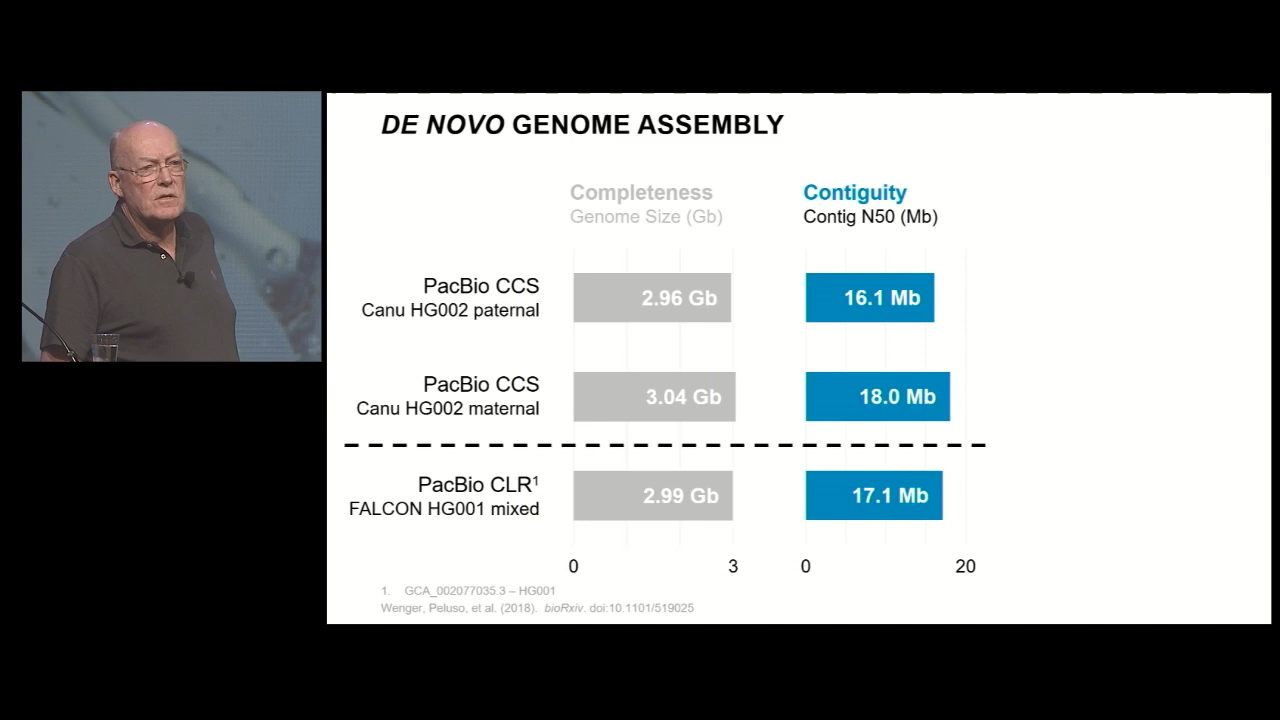 DE NOVO GENOME ASSEMBLY
Completeness
Genome Size (Gb)
Contiguity
Contig N50 (Mb)
PacBio CCS
Canu HG002 paternal
2.96 Gb
16.1 Mb
PacBio CCS
Canu HG002 maternal
3.04 Gb
18.0 Mb
PacBio CLR¹
FALCON HG001 mixed
2.99 Gb
17.1 Mb
0 3 0 20
1. GCA_002077035.3 – HG001
Wenger, Peluso, et al. (2018). bioRxiv. doi:10.1101/519025